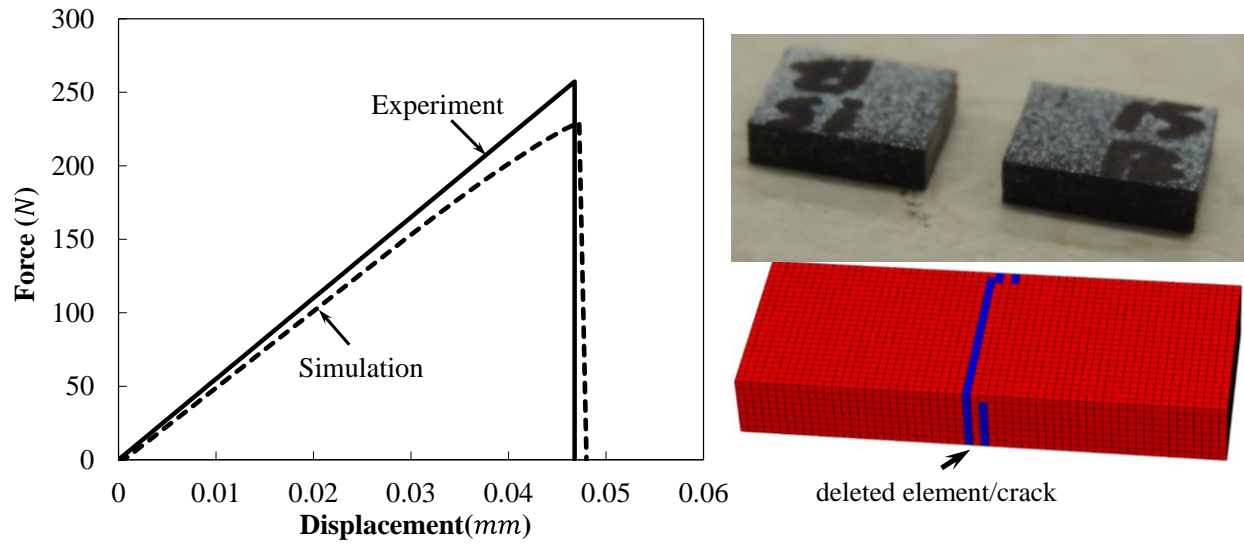 300
250
200
150
100
50
0
Force (N)
Experiment
Simulation
0 0.01 0.02 0.03 0.04 0.05 0.06
Displacement(mm)
deleted element/crack